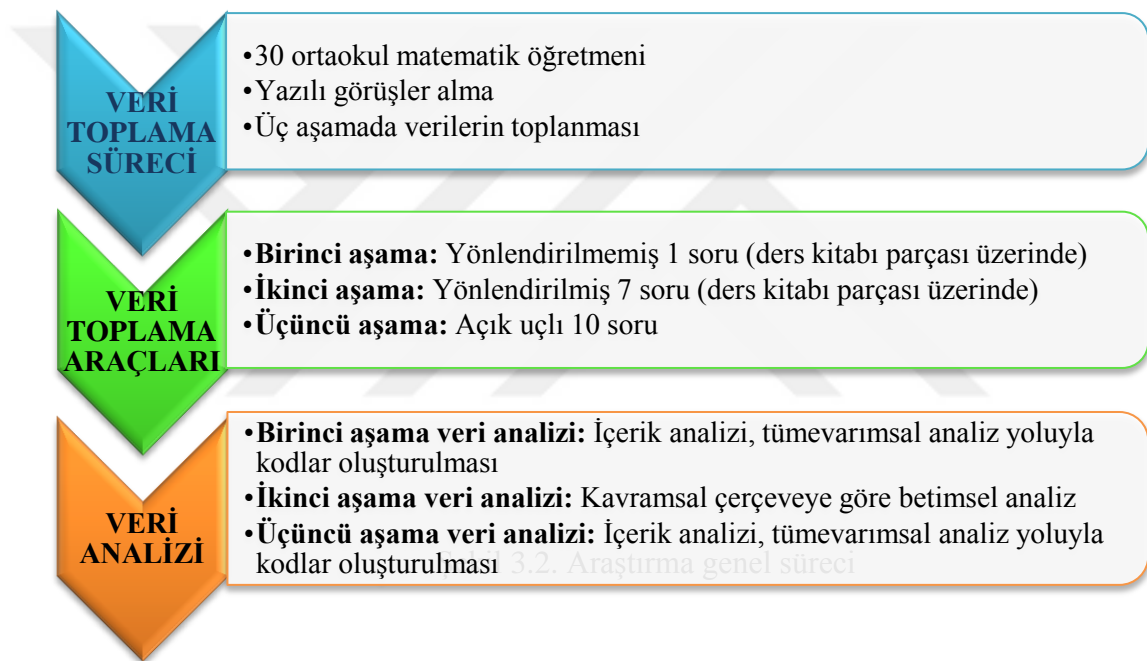 VERİ
TOPLAMA
SÜRECİ
•30 ortaokul matematik öğretmeni
•Yazılı görüşler alma
•Üç aşamada verilerin toplanması
VERİ
TOPLAMA
ARAÇLARI
•Birinci aşama: Yönlendirilmemiş 1 soru (ders kitabı parçası üzerinde)
•İkinci aşama: Yönlendirilmiş 7 soru (ders kitabı parçası üzerinde)
•Üçüncü aşama: Açık uçlı 10 soru
VERİ
ANALİZİ
•Birinci aşama veri analizi: İçerik analizi, tümevarımsal analiz yoluyla
kodlar oluşturulması
•İkinci aşama veri analizi: Kavramsal çerçeveye göre betimsel analiz
•Üçüncü aşama veri analizi: İçerik analizi, tümevarımsal analiz yoluyla
kodlar oluşturulması
Şekil 3.2. Araştırma genel süreci